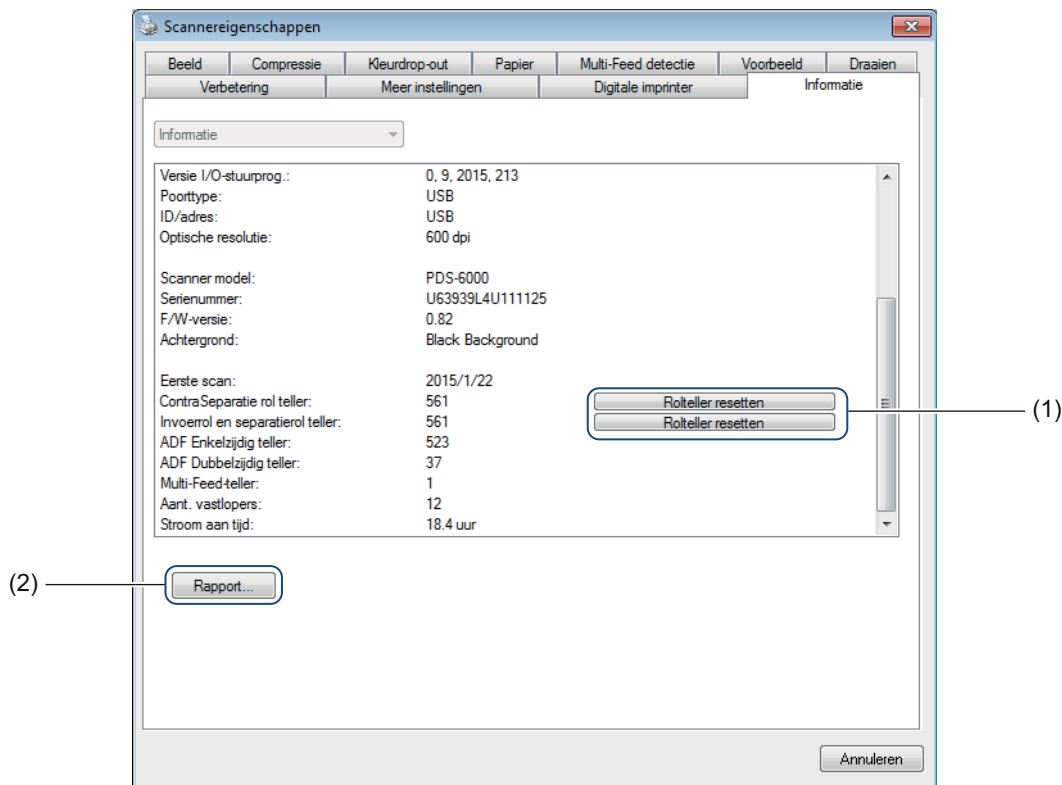 Scannereigenschappen
Beeld Compressie Kleurdrop-out Papier Multi-Feed detectie Voorbeeld Draaien
Verbetering Meer instellingen Digitale imprinter Informatie
Informatie
Versie I/O-stuurprog.: 0, 9, 2015, 213
Poorttype: USB
ID/adres: USB
Optische resolutie: 600 dpi
Scanner model: PDS-6000
Serienummer: U63939L4U111125
F/W-versie: 0.82
Achtergrond: Black Background
Eerste scan: 2015/1/22
ContraSeparatie rol teller: 561 Rolteller resetten
Invoerrol en separatierol teller: 561 Rolteller resetten
(1)
ADF Enkelzijdig teller: 523
ADF Dubbelzijdig teller: 37
Multi-Feed-teller: 1
Aant. vastlopers: 12
Stroom aan tijd: 18.4 uur
(2)
Rapport...
Annuleren